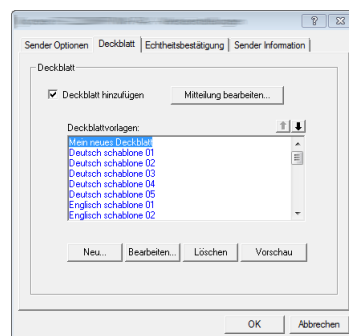 Sender Optionen Deckblatt Echtheitsbestätigung Sender Information
Deckblatt
Deckblatt hinzufügen Mitteilung bearbeiten...
Deckblattvorlagen:
Mein neues Deckblatt
Deutsch schablone 01
Deutsch schablone 02
Deutsch schablone 03
Deutsch schablone 04
Deutsch schablone 05
Englisch schablone 01
Englisch schablone 02
Neu... Bearbeiten... Löschen Vorschau
OK Abbrechen